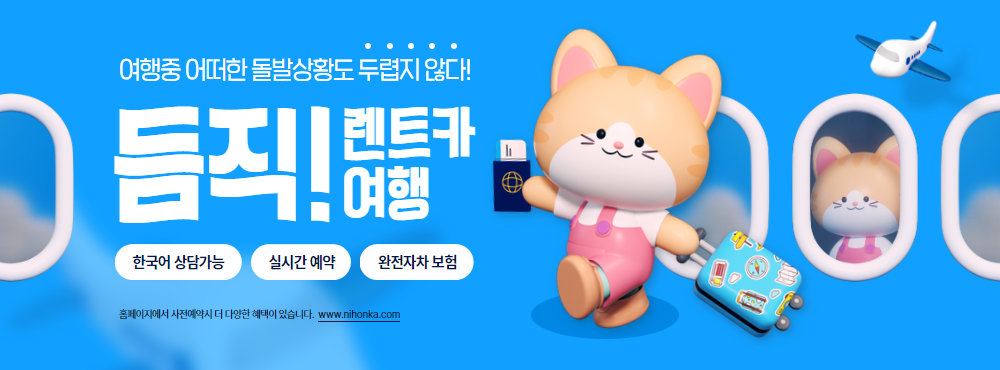 여행중 어떠한 돌발상황도 두렵지 않다!
듬직! 렌트카 여행
한국어 상담가능 실시간 예약 완전자차 보험
홈페이지에서 사전예약시 더 다양한 혜택이 있습니다. www.nihonka.com